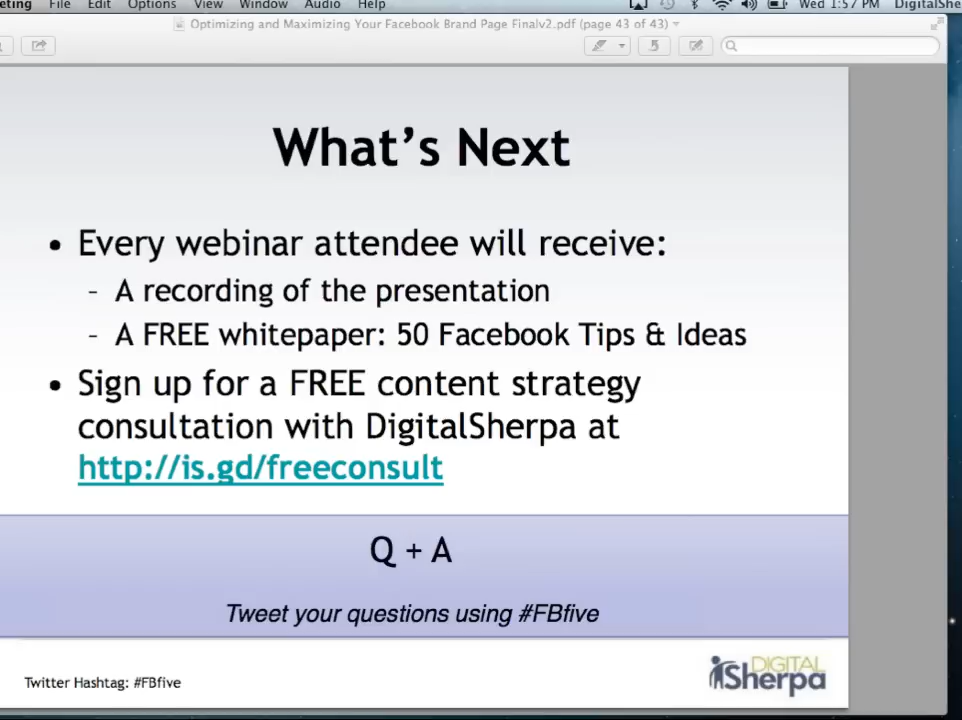 eting File Edit Options View Window Audio Help Wed 1:57 PM DigitalShe
Optimizing and Maximizing Your Facebook Brand Page Finalv2.pdf (page 43 of 43)
What's Next
• Every webinar attendee will receive:
– A recording of the presentation
– A FREE whitepaper: 50 Facebook Tips & Ideas
• Sign up for a FREE content strategy
consultation with DigitalSherpa at
http://is.gd/freeconsult
Q + A
Tweet your questions using #FBfive
Twitter Hashtag: #FBfive
DIGITAL
Sherpa